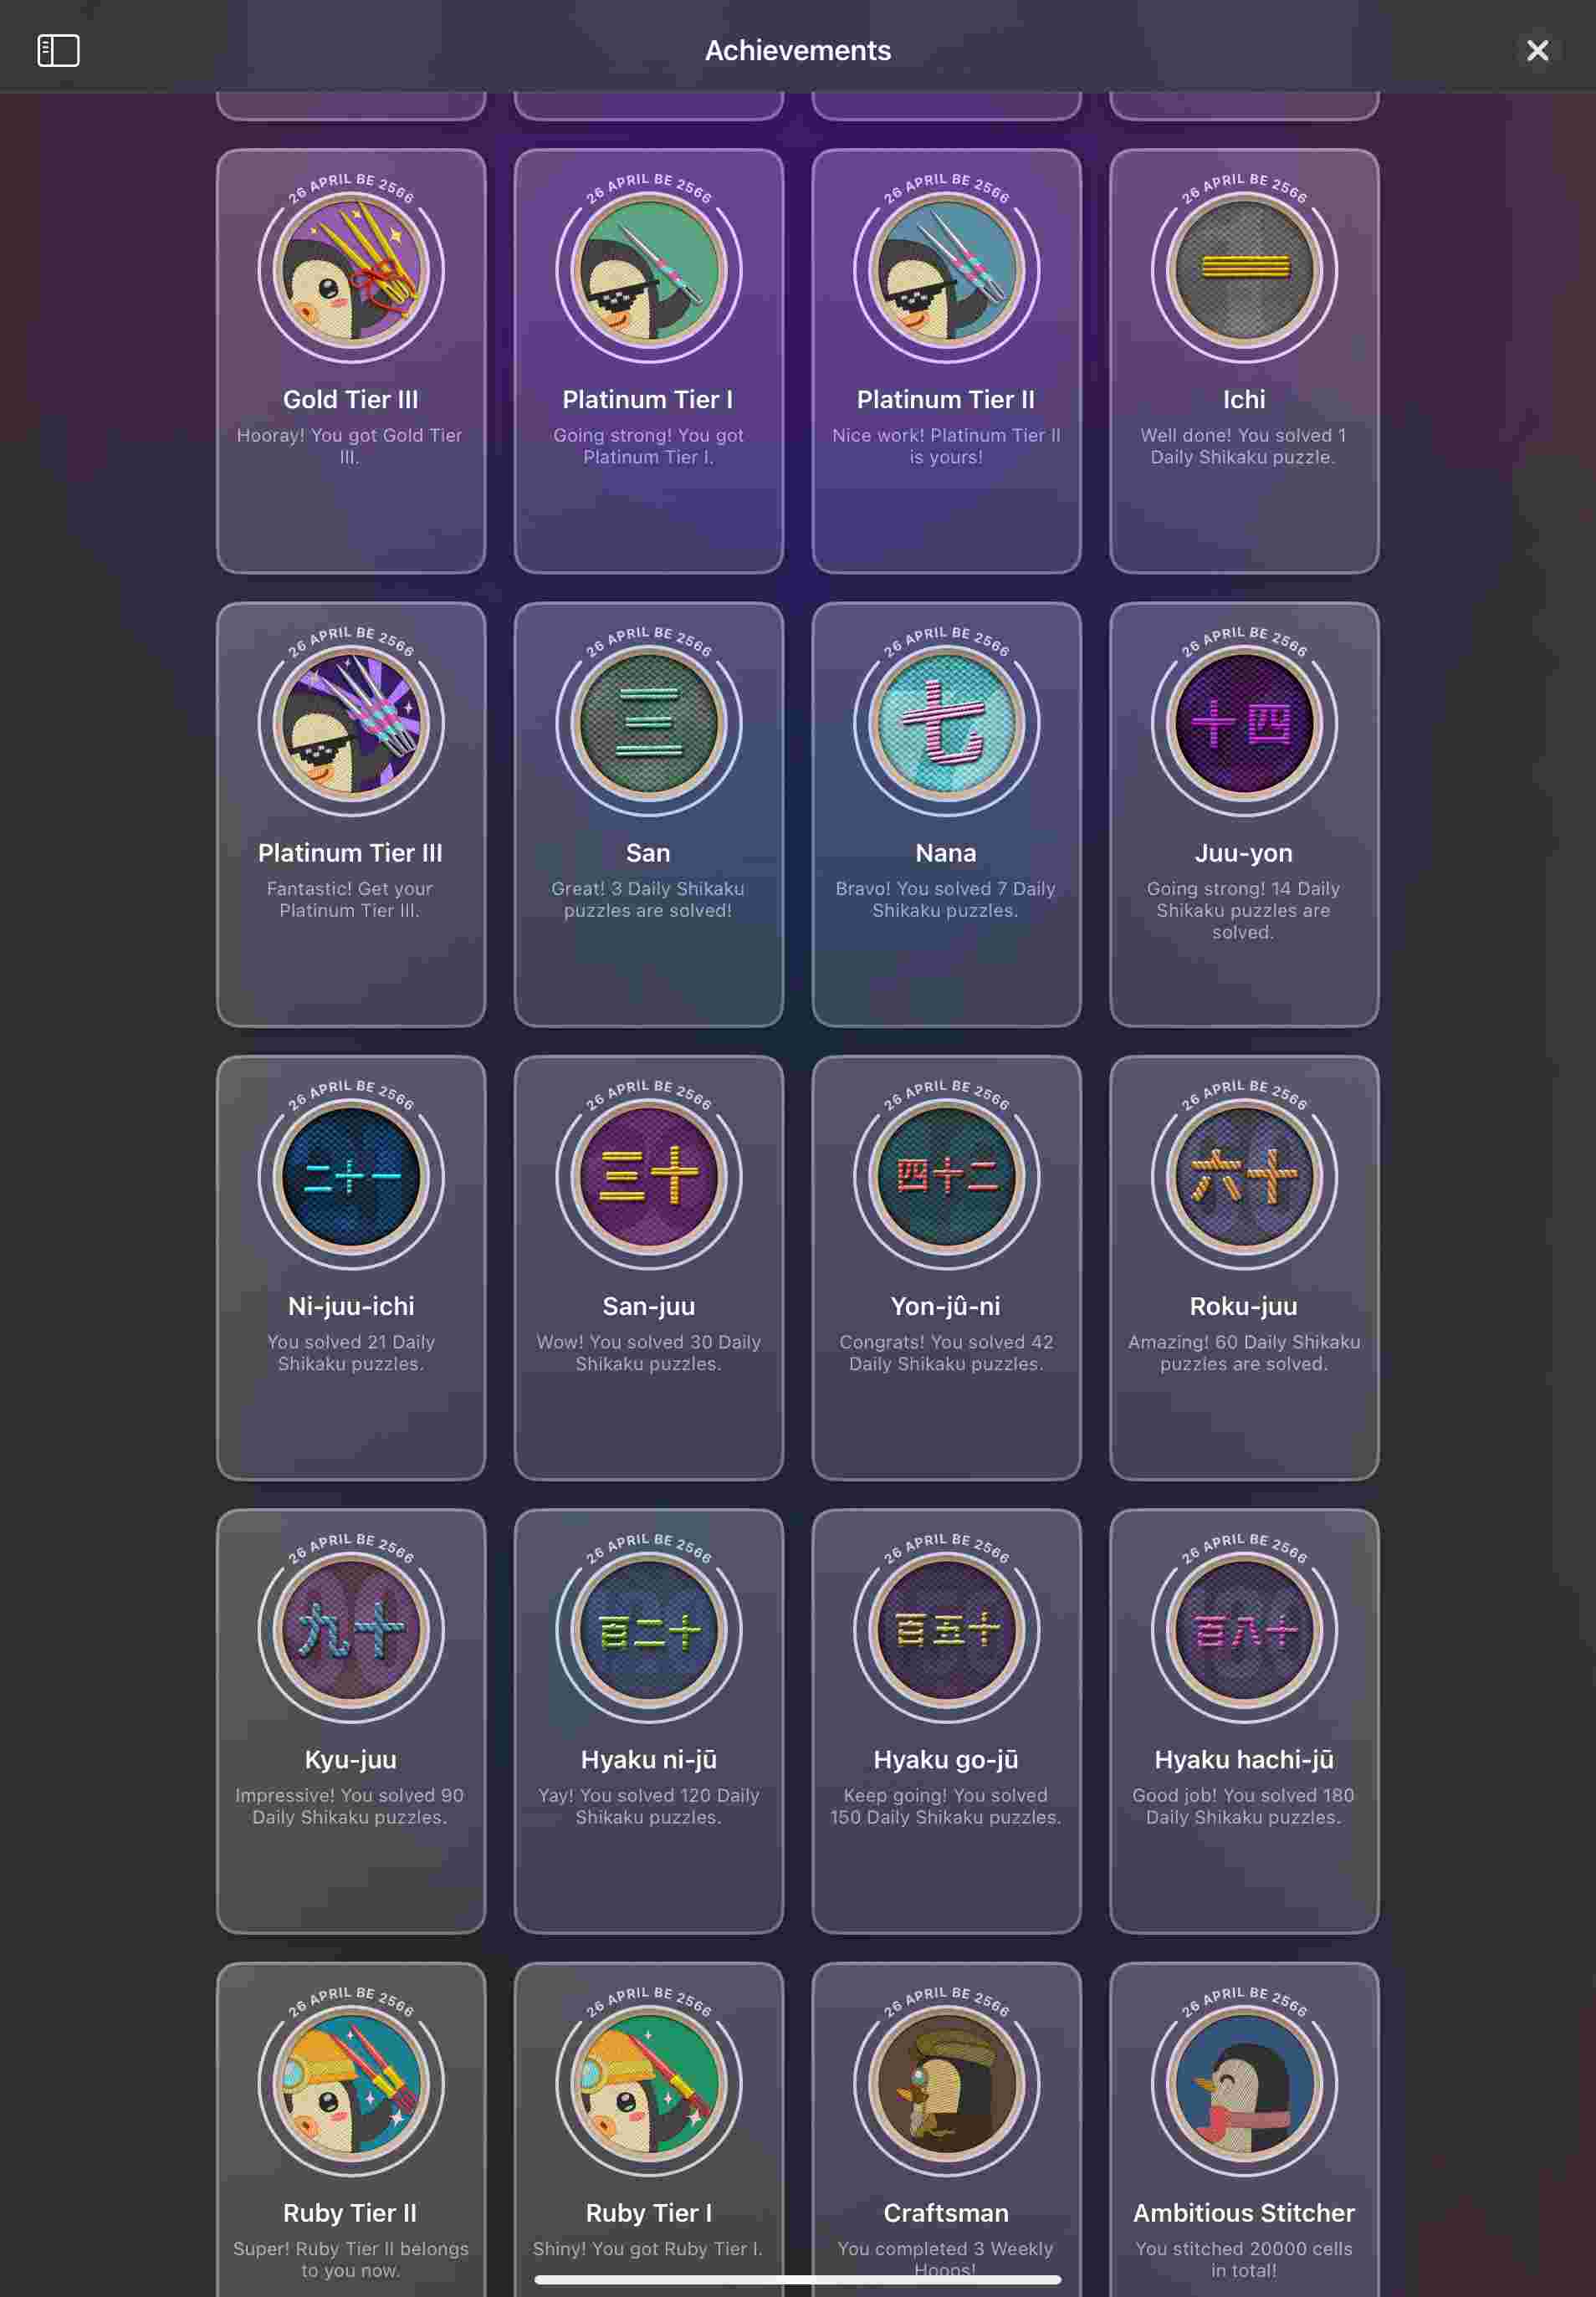 Achievements
26 APRIL BE 2566
Gold Tier III
Hooray! You got Gold Tier
III.
26 APRIL BE 2566
Platinum Tier I
Going strong! You got
Platinum Tier I.
26 APRIL BE 2566
Platinum Tier II
Nice work! Platinum Tier II
is yours!
26 APRIL BE 2566
一
Ichi
Well done! You solved 1
Daily Shikaku puzzle.
26 APRIL BE 2566
Platinum Tier III
Fantastic! Get your
Platinum Tier III.
26 APRIL BE 2566
三
San
Great! 3 Daily Shikaku
puzzles are solved!
26 APRIL BE 2566
七
Nana
Bravo! You solved 7 Daily
Shikaku puzzles.
26 APRIL BE 2566
十四
Juu-yon
Going strong! 14 Daily
Shikaku puzzles are
solved.
26 APRIL BE 2566
二十一
Ni-juu-ichi
You solved 21 Daily
Shikaku puzzles.
26 APRIL BE 2566
三十
San-juu
Wow! You solved 30 Daily
Shikaku puzzles.
26 APRIL BE 2566
四十二
Yon-jû-ni
Congrats! You solved 42
Daily Shikaku puzzles.
26 APRIL BE 2566
六十
Roku-juu
Amazing! 60 Daily Shikaku
puzzles are solved.
26 APRIL BE 2566
九十
Kyu-juu
Impressive! You solved 90
Daily Shikaku puzzles.
26 APRIL BE 2566
百二十
Hyaku ni-jū
Yay! You solved 120 Daily
Shikaku puzzles.
26 APRIL BE 2566
百五十
Hyaku go-jū
Keep going! You solved
150 Daily Shikaku puzzles.
26 APRIL BE 2566
百八十
Hyaku hachi-jū
Good job! You solved 180
Daily Shikaku puzzles.
26 APRIL BE 2566
Ruby Tier II
Super! Ruby Tier II belongs
to you now.
26 APRIL BE 2566
Ruby Tier I
Shiny! You got Ruby Tier I.
26 APRIL BE 2566
Craftsman
You completed 3 Weekly
Hoops!
26 APRIL BE 2566
Ambitious Stitcher
You stitched 20000 cells
in total!